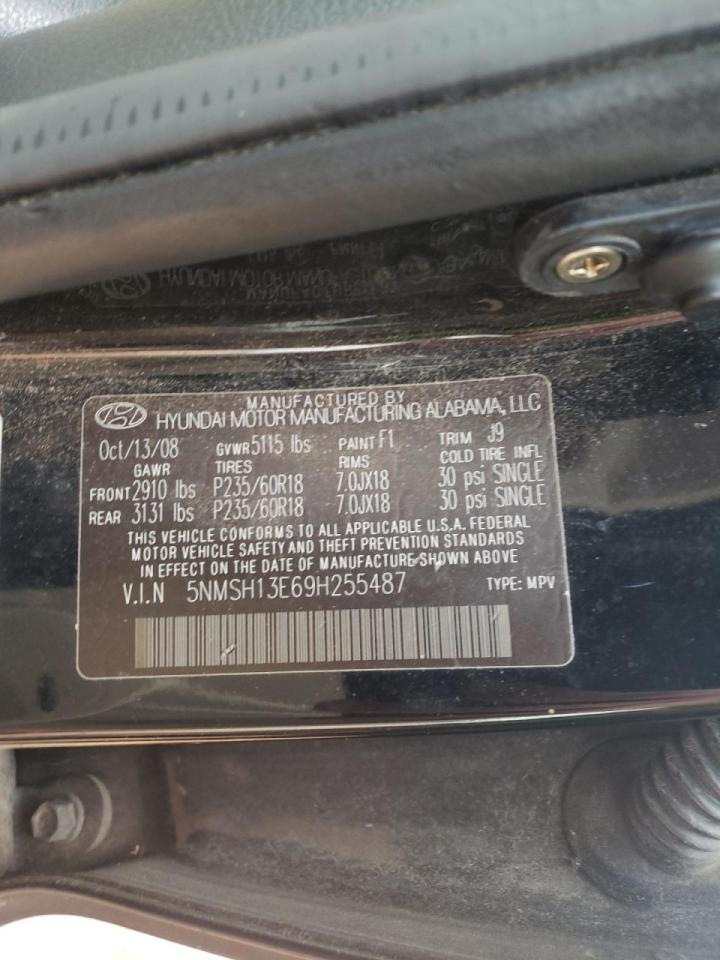 MANUFACTURED BY
HYUNDAI MOTOR MANUFACTURING ALABAMA, LLC
Oct/13/08 GVWR 5115 lbs PAINT F1 TRIM J9
GAWR TIRES RIMS COLD TIRE INFL
FRONT 2910 lbs P235/60R18 7.0JX18 30 psi SINGLE
REAR 3131 lbs P235/60R18 7.0JX18 30 psi SINGLE
THIS VEHICLE CONFORMS TO ALL APPLICABLE U.S.A. FEDERAL
MOTOR VEHICLE SAFETY AND THEFT PREVENTION STANDARDS
IN EFFECT ON THE DATE OF MANUFACTURE SHOWN ABOVE
V.I.N 5NMSH13E69H255487 TYPE: MPV